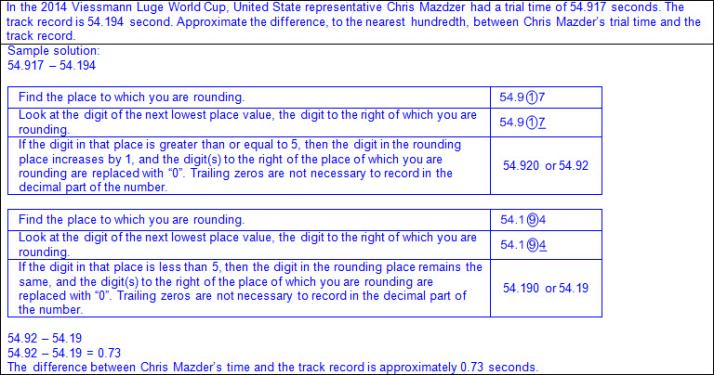 In the 2014 Viessmann Luge World Cup, United State representative Chris Mazdzer had a trial time of 54.917 seconds. The
track record is 54.194 second. Approximate the difference, to the nearest hundredth, between Chris Mazder's trial time and the
track record.
Sample solution:
54.917 – 54.194
Find the place to which you are rounding. 54.917
Look at the digit of the next lowest place value, the digit to the right of which you are
rounding. 54.917
If the digit in that place is greater than or equal to 5, then the digit in the rounding
place increases by 1, and the digit(s) to the right of the place of which you are
rounding are replaced with "0". Trailing zeros are not necessary to record in the
decimal part of the number.
54.920 or 54.92
Find the place to which you are rounding. 54.194
Look at the digit of the next lowest place value, the digit to the right of which you are
rounding. 54.194
If the digit in that place is less than 5, then the digit in the rounding place remains the
same, and the digit(s) to the right of the place of which you are rounding are
replaced with "0". Trailing zeros are not necessary to record in the decimal part of
the number.
54.190 or 54.19
54.92 – 54.19
54.92 – 54.19 = 0.73
The difference between Chris Mazder's time and the track record is approximately 0.73 seconds.